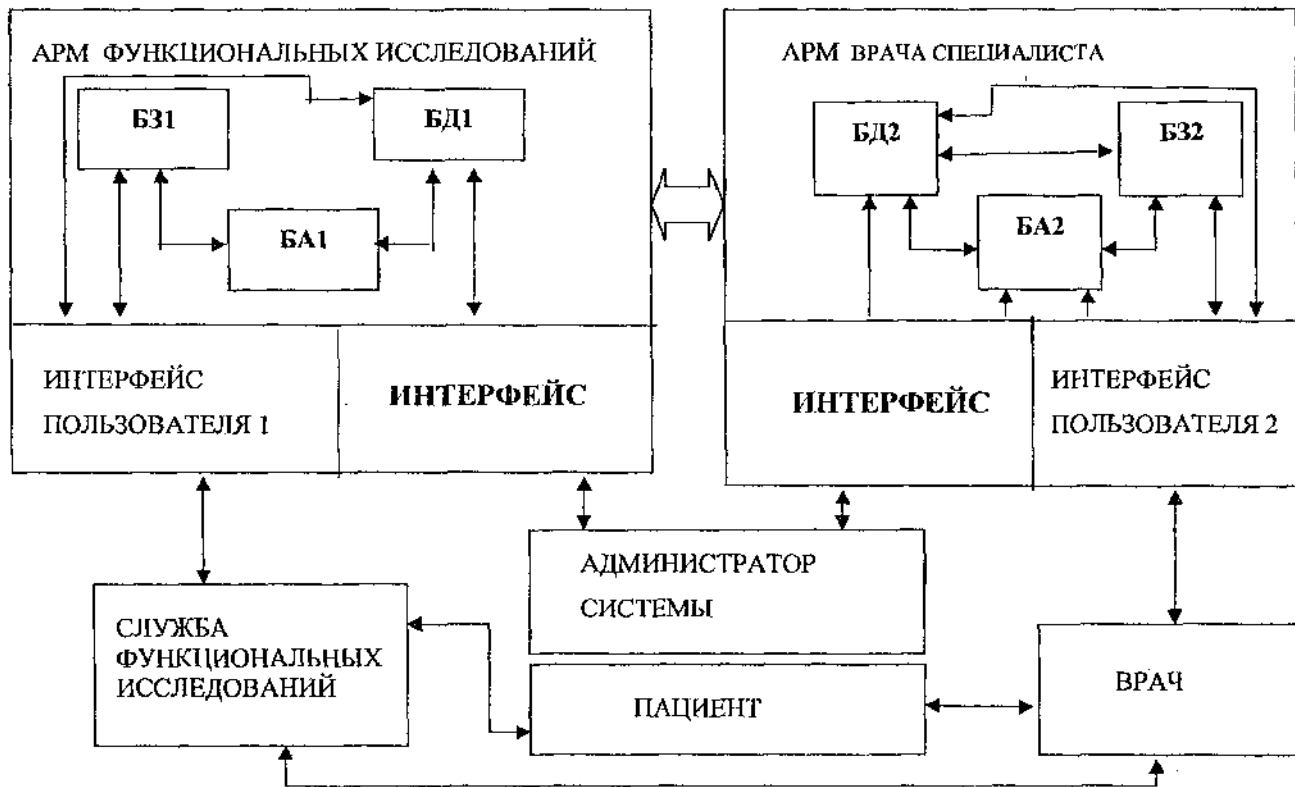 АРМ ФУНКЦИОНАЛЬНЫХ ИССЛЕДОВАНИЙ
БЗ1
БД1
БА1
ИНТЕРФЕЙС
ПОЛЬЗОВАТЕЛЯ 1
ИНТЕРФЕЙС
АРМ ВРАЧА СПЕЦИАЛИСТА
БД2
БЗ2
БА2
ИНТЕРФЕЙС
ИНТЕРФЕЙС
ПОЛЬЗОВАТЕЛЯ 2
АДМИНИСТРАТОР
СИСТЕМЫ
СЛУЖБА
ФУНКЦИОНАЛЬНЫХ
ИССЛЕДОВАНИЙ
ПАЦИЕНТ
ВРАЧ